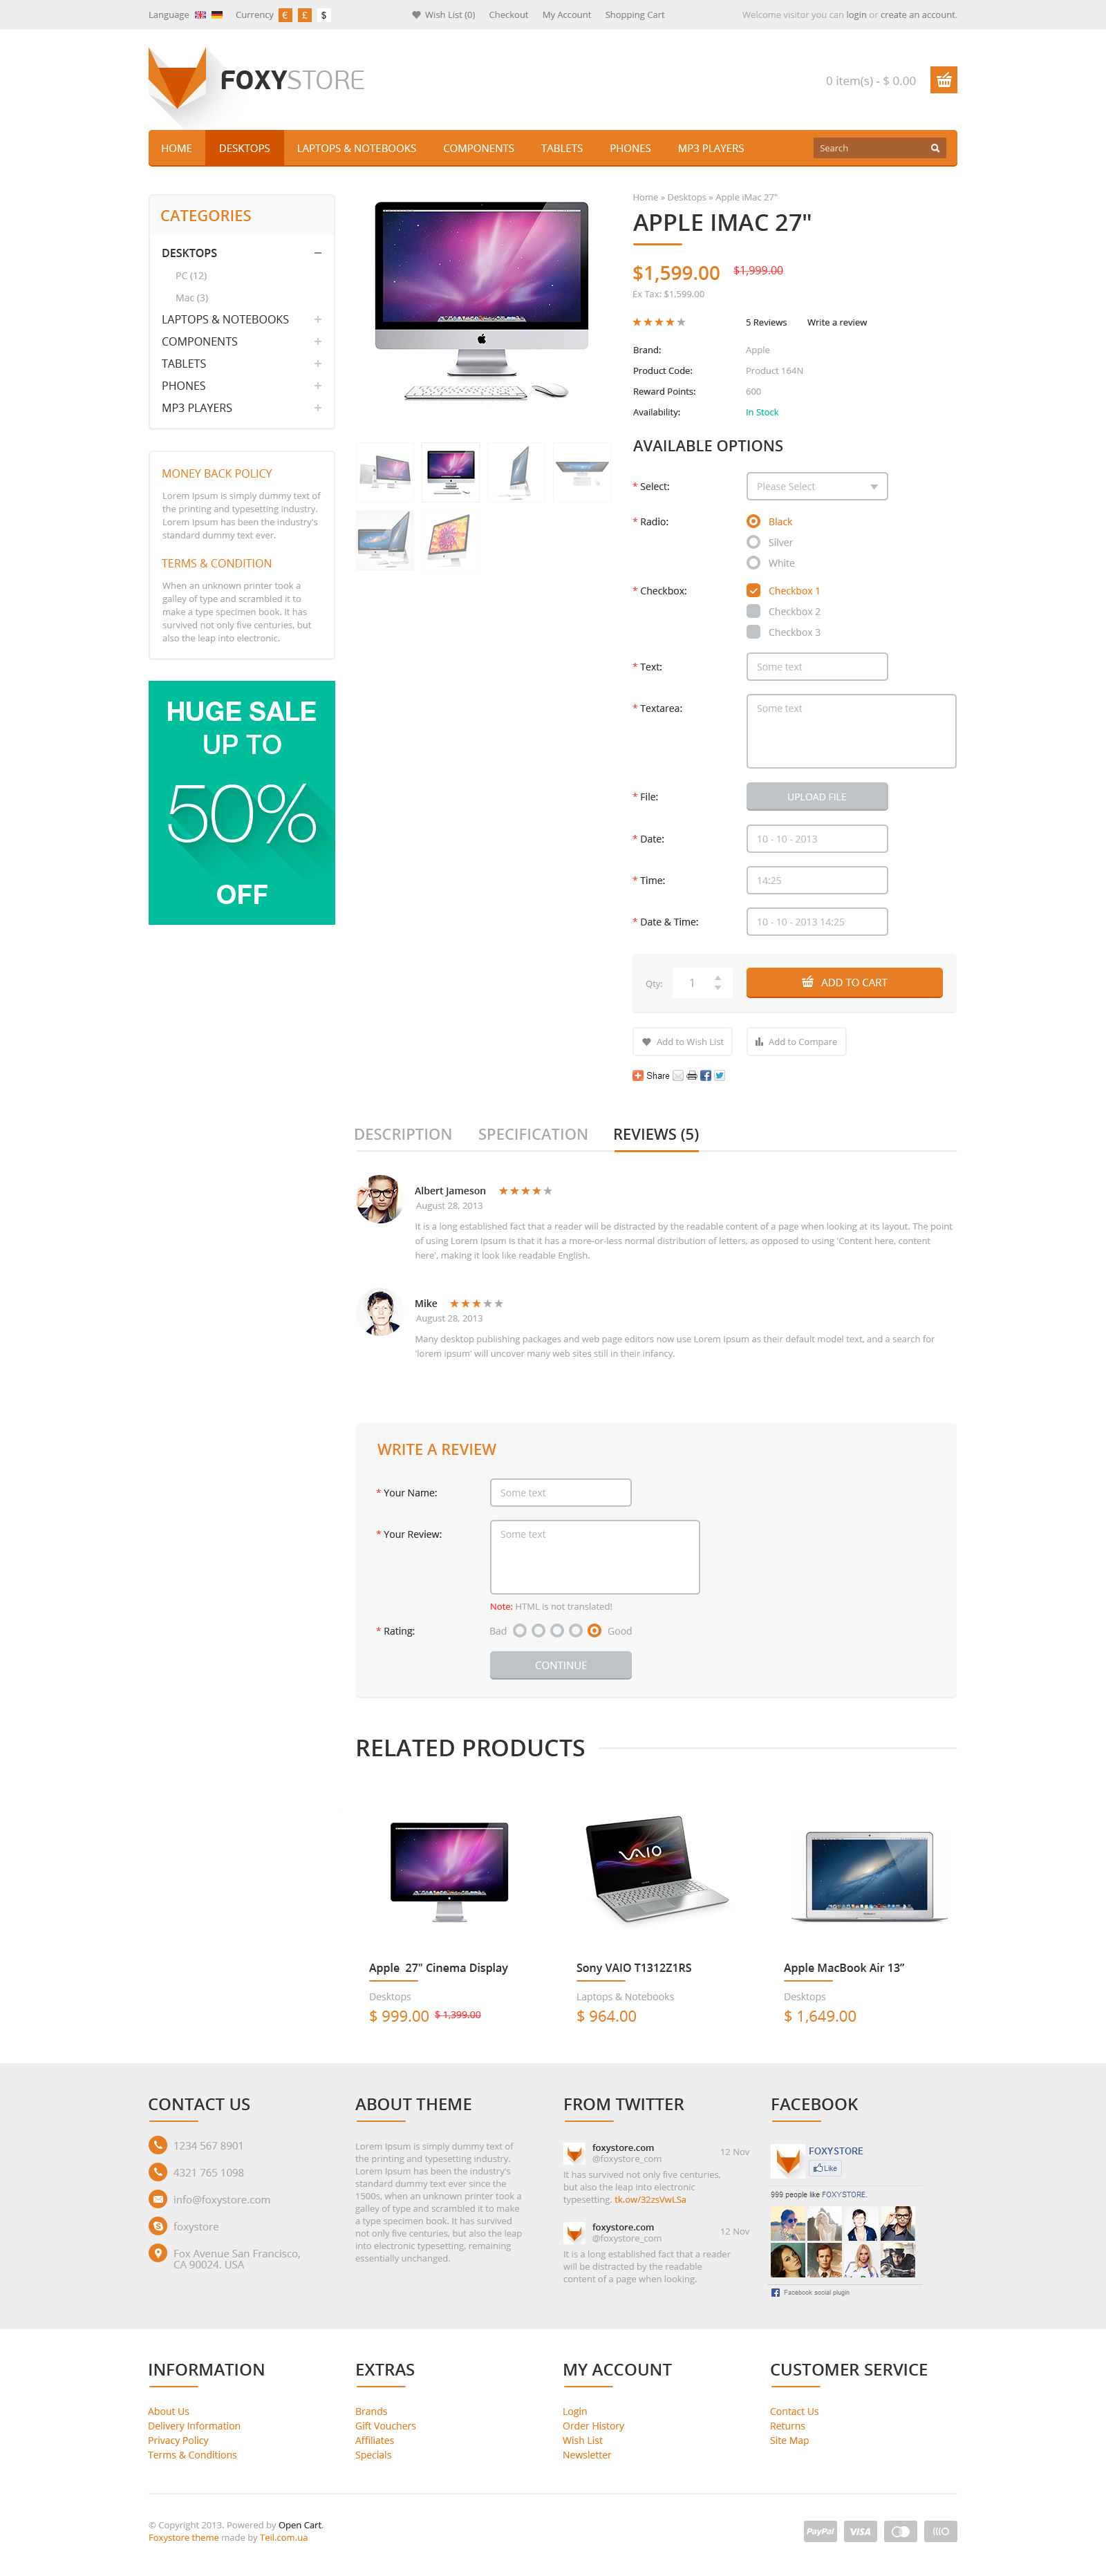 Language Currency € £ $ Wish List (0) Checkout My Account Shopping Cart Welcome visitor you can login or create an account.
FOXYSTORE
0 item(s) - $ 0.00
HOME DESKTOPS LAPTOPS & NOTEBOOKS COMPONENTS TABLETS PHONES MP3 PLAYERS Search
CATEGORIES
DESKTOPS
PC (12)
Mac (3)
LAPTOPS & NOTEBOOKS
COMPONENTS
TABLETS
PHONES
MP3 PLAYERS
MONEY BACK POLICY
Lorem Ipsum is simply dummy text of
the printing and typesetting industry.
Lorem Ipsum has been the industry's
standard dummy text ever.
TERMS & CONDITION
When an unknown printer took a
galley of type and scrambled it to
make a type specimen book. It has
survived not only five centuries, but
also the leap into electronic.
HUGE SALE
UP TO
50%
OFF
Home » Desktops » Apple iMac 27"
APPLE IMAC 27"
$1,599.00 $1,999.00
Ex Tax: $1,599.00
5 Reviews Write a review
Brand: Apple
Product Code: Product 164N
Reward Points: 600
Availability: In Stock
AVAILABLE OPTIONS
* Select: Please Select
* Radio: Black
Silver
White
* Checkbox: Checkbox 1
Checkbox 2
Checkbox 3
* Text: Some text
* Textarea: Some text
* File: UPLOAD FILE
* Date: 10 - 10 - 2013
* Time: 14:25
* Date & Time: 10 - 10 - 2013 14:25
Qty: 1 ADD TO CART
Add to Wish List Add to Compare
Share
DESCRIPTION SPECIFICATION REVIEWS (5)
Albert Jameson
August 28, 2013
It is a long established fact that a reader will be distracted by the readable content of a page when looking at its layout. The point
of using Lorem Ipsum is that it has a more-or-less normal distribution of letters, as opposed to using 'Content here, content
here', making it look like readable English.
Mike
August 28, 2013
Many desktop publishing packages and web page editors now use Lorem Ipsum as their default model text, and a search for
'lorem ipsum' will uncover many web sites still in their infancy.
WRITE A REVIEW
* Your Name: Some text
* Your Review: Some text
Note: HTML is not translated!
* Rating: Bad Good
CONTINUE
RELATED PRODUCTS
VAIO
Apple 27" Cinema Display
Desktops
$ 999.00 $ 1,399.00
Sony VAIO T1312Z1RS
Laptops & Notebooks
$ 964.00
Apple MacBook Air 13”
Desktops
$ 1,649.00
CONTACT US
1234 567 8901
4321 765 1098
info@foxystore.com
foxystore
Fox Avenue San Francisco,
CA 90024. USA
ABOUT THEME
Lorem Ipsum is simply dummy text of
the printing and typesetting industry.
Lorem Ipsum has been the industry's
standard dummy text ever since the
1500s, when an unknown printer took a
galley of type and scrambled it to make
a type specimen book. It has survived
not only five centuries, but also the leap
into electronic typesetting, remaining
essentially unchanged.
FROM TWITTER
foxystore.com 12 Nov
@foxystore_com
It has survived not only five centuries,
but also the leap into electronic
typesetting. tk.ow/32zsVwLSa
foxystore.com 12 Nov
@foxystore_com
It is a long established fact that a reader
will be distracted by the readable
content of a page when looking.
FACEBOOK
FOXYSTORE
Like
999 people like FOXYSTORE.
Facebook social plugin
INFORMATION
About Us
Delivery Information
Privacy Policy
Terms & Conditions
EXTRAS
Brands
Gift Vouchers
Affiliates
Specials
MY ACCOUNT
Login
Order History
Wish List
Newsletter
CUSTOMER SERVICE
Contact Us
Returns
Site Map
© Copyright 2013. Powered by Open Cart.
Foxystore theme made by Teil.com.ua
PayPal VISA